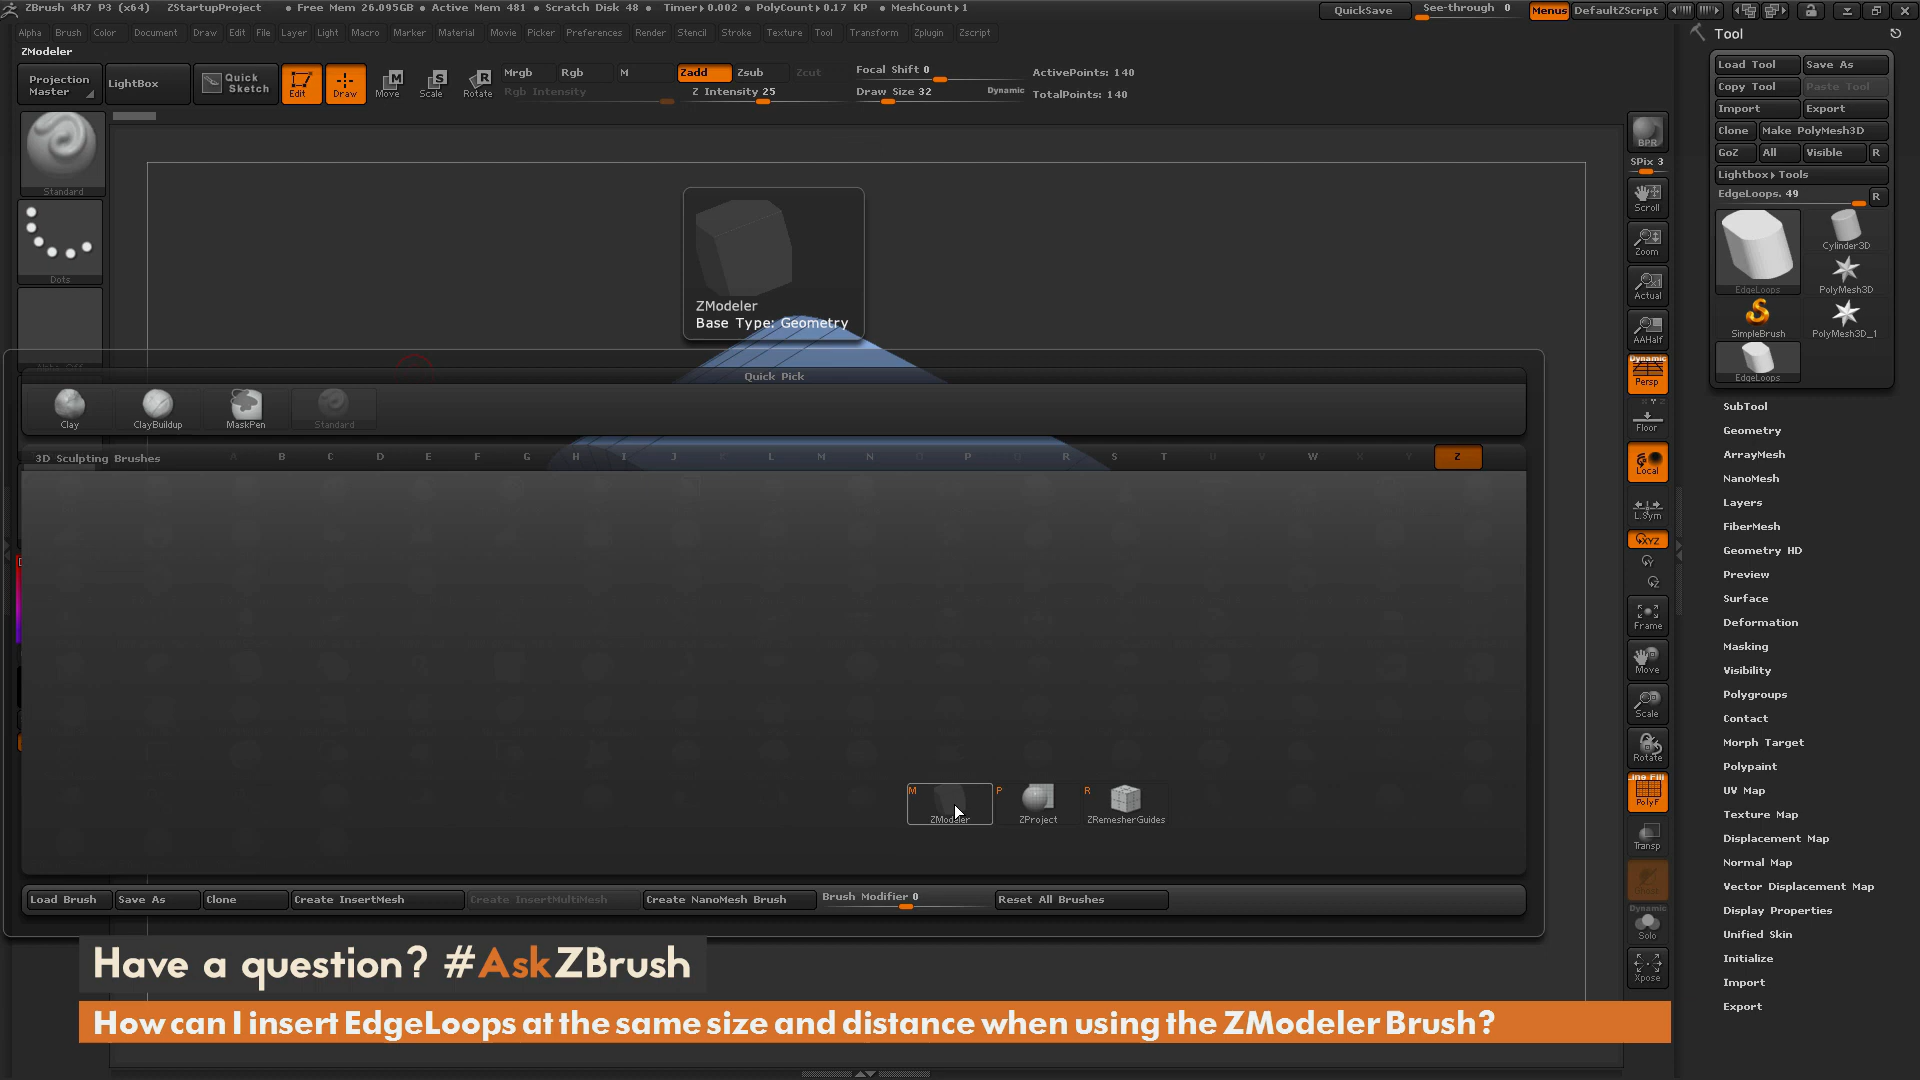 ZBrush 4R7 P3 (x64) ZStartupProject • Free Mem 26.095GB • Active Mem 481 • Scratch Disk 48 • Timer▸0.002 • PolyCount▸0.17 KP • MeshCount▸1 QuickSave See-through 0 Menus DefaultZScript
Alpha Brush Color Document Draw Edit File Layer Light Macro Marker Material Movie Picker Preferences Render Stencil Stroke Texture Tool Transform Zplugin Zscript
ZModeler
Projection Master
LightBox
Quick Sketch
Edit
Draw
Move
Scale
Rotate
Mrgb Rgb M Zadd Zsub Zcut
Rgb Intensity Z Intensity 25
Focal Shift 0
Draw Size 32 Dynamic
ActivePoints: 140
TotalPoints: 140
Standard
Dots
ZModeler
Base Type: Geometry
Quick Pick
Clay ClayBuildup MaskPen Standard
3D Sculpting Brushes A B C D E F G H I J K L M N O P Q R S T U V W X Y Z
M P R
ZModeler ZProject ZRemesherGuides
Load Brush Save As Clone Create InsertMesh Create InsertMultiMesh Create NanoMesh Brush Brush Modifier 0 Reset All Brushes
Have a question? #AskZBrush
How can I insert EdgeLoops at the same size and distance when using the ZModeler Brush?
BPR
SPix 3
Scroll
Zoom
Actual
AAHalf
Dynamic
Persp
Floor
Local
L.Sym
XYZ
Y
Z
Frame
Move
Scale
Rotate
Line Fill
PolyF
Transp
Ghost
Dynamic
Solo
Xpose
Tool
Load Tool Save As
Copy Tool Paste Tool
Import Export
Clone Make PolyMesh3D
GoZ All Visible R
Lightbox▸Tools
EdgeLoops. 49 R
EdgeLoops
Cylinder3D
PolyMesh3D
SimpleBrush PolyMesh3D_1
EdgeLoops
SubTool
Geometry
ArrayMesh
NanoMesh
Layers
FiberMesh
Geometry HD
Preview
Surface
Deformation
Masking
Visibility
Polygroups
Contact
Morph Target
Polypaint
UV Map
Texture Map
Displacement Map
Normal Map
Vector Displacement Map
Display Properties
Unified Skin
Initialize
Import
Export